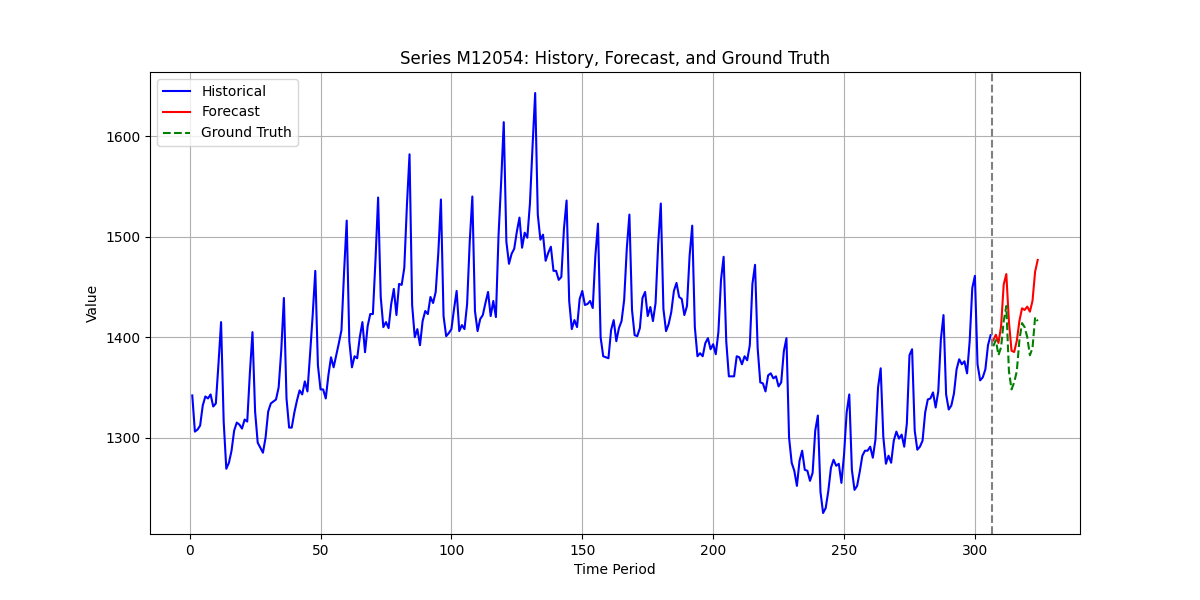 Series M12054: History, Forecast, and Ground Truth
Historical
Forecast
Ground Truth
Value
1600
1500
1400
1300
0 50 100 150 200 250 300
Time Period